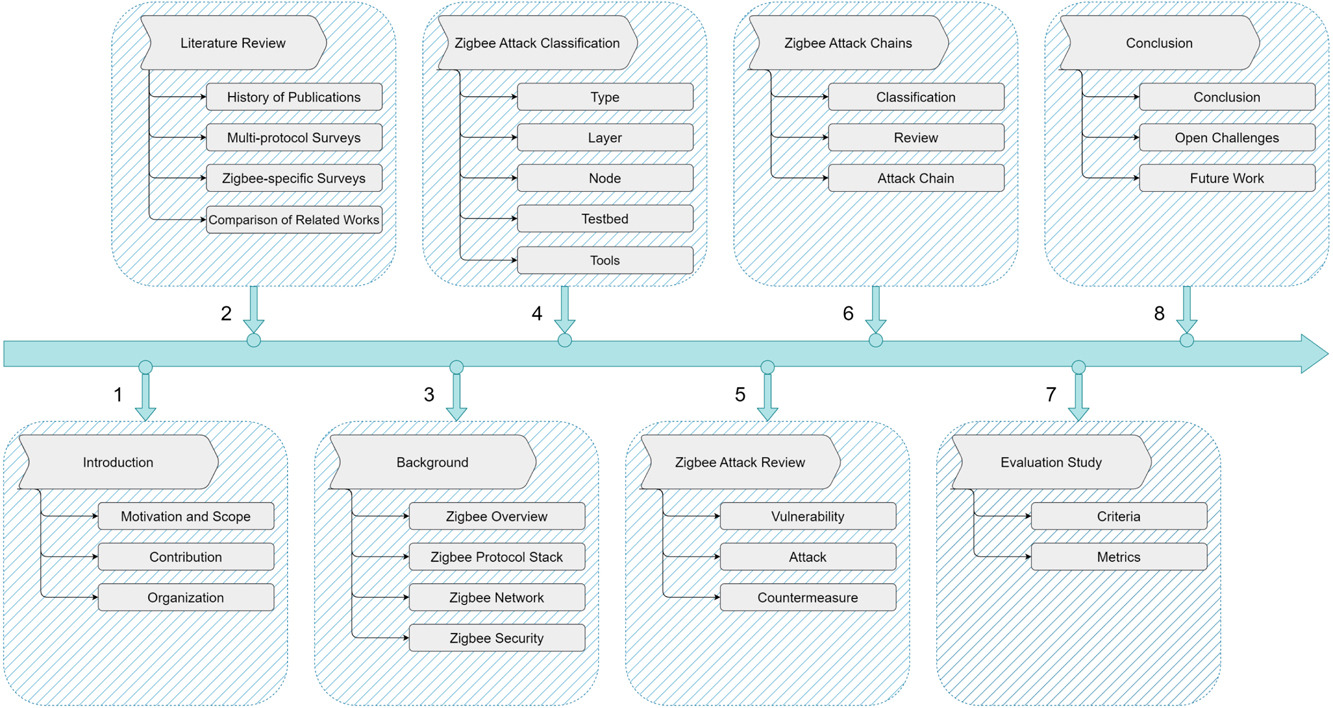 Literature Review
History of Publications
Multi-protocol Surveys
Zigbee-specific Surveys
Comparison of Related Works
Zigbee Attack Classification
Type
Layer
Node
Testbed
Tools
Zigbee Attack Chains
Classification
Review
Attack Chain
Conclusion
Conclusion
Open Challenges
Future Work
2
4
6
8
1
3
5
7
Introduction
Motivation and Scope
Contribution
Organization
Background
Zigbee Overview
Zigbee Protocol Stack
Zigbee Network
Zigbee Security
Zigbee Attack Review
Vulnerability
Attack
Countermeasure
Evaluation Study
Criteria
Metrics